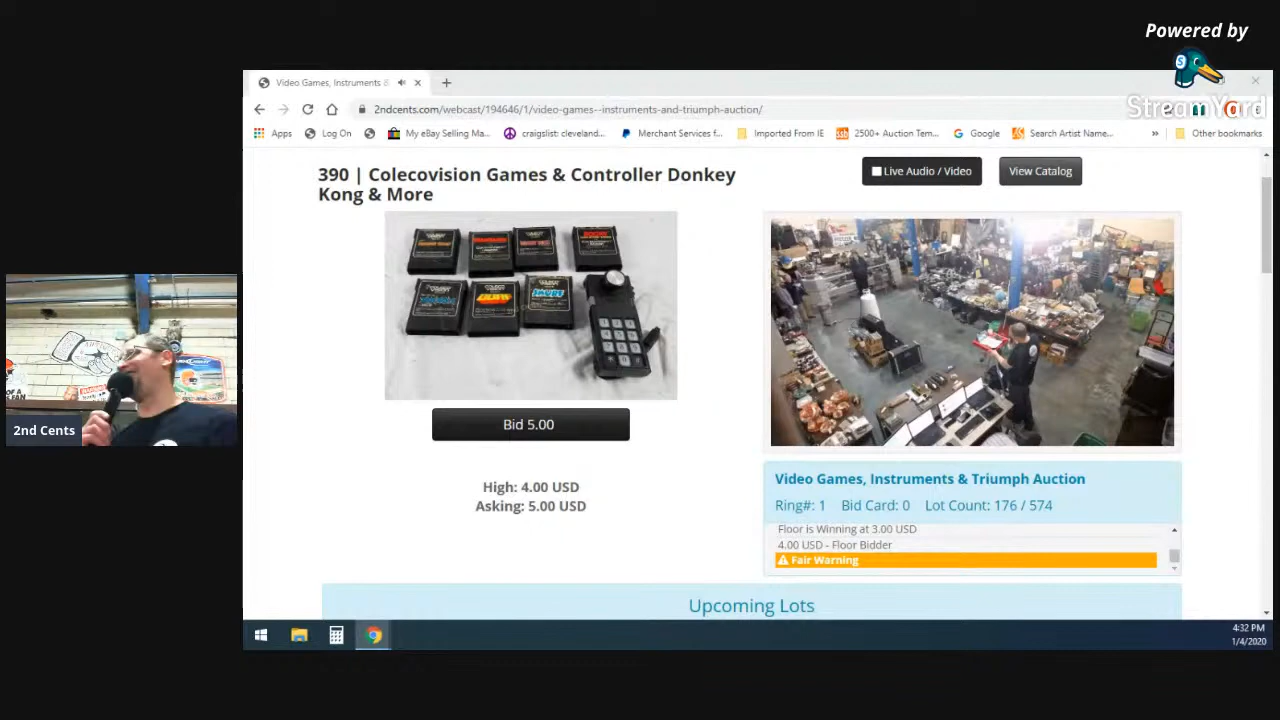 Powered by
StreamYard
Video Games, Instruments &
2ndcents.com/webcast/194646/1/video-games--instruments-and-triumph-auction/
Apps
Log On
My eBay Selling Ma...
craigslist: cleveland...
Merchant Services f...
Imported From IE
2500+ Auction Tem...
Google
Search Artist Name...
»
Other bookmarks
390 | Colecovision Games & Controller Donkey
Kong & More
Live Audio / Video
View Catalog
Bid 5.00
High: 4.00 USD
Asking: 5.00 USD
2nd Cents
Video Games, Instruments & Triumph Auction
Ring#: 1 Bid Card: 0 Lot Count: 176 / 574
Floor is Winning at 3.00 USD
4.00 USD - Floor Bidder
Fair Warning
Upcoming Lots
4:32 PM
1/4/2020